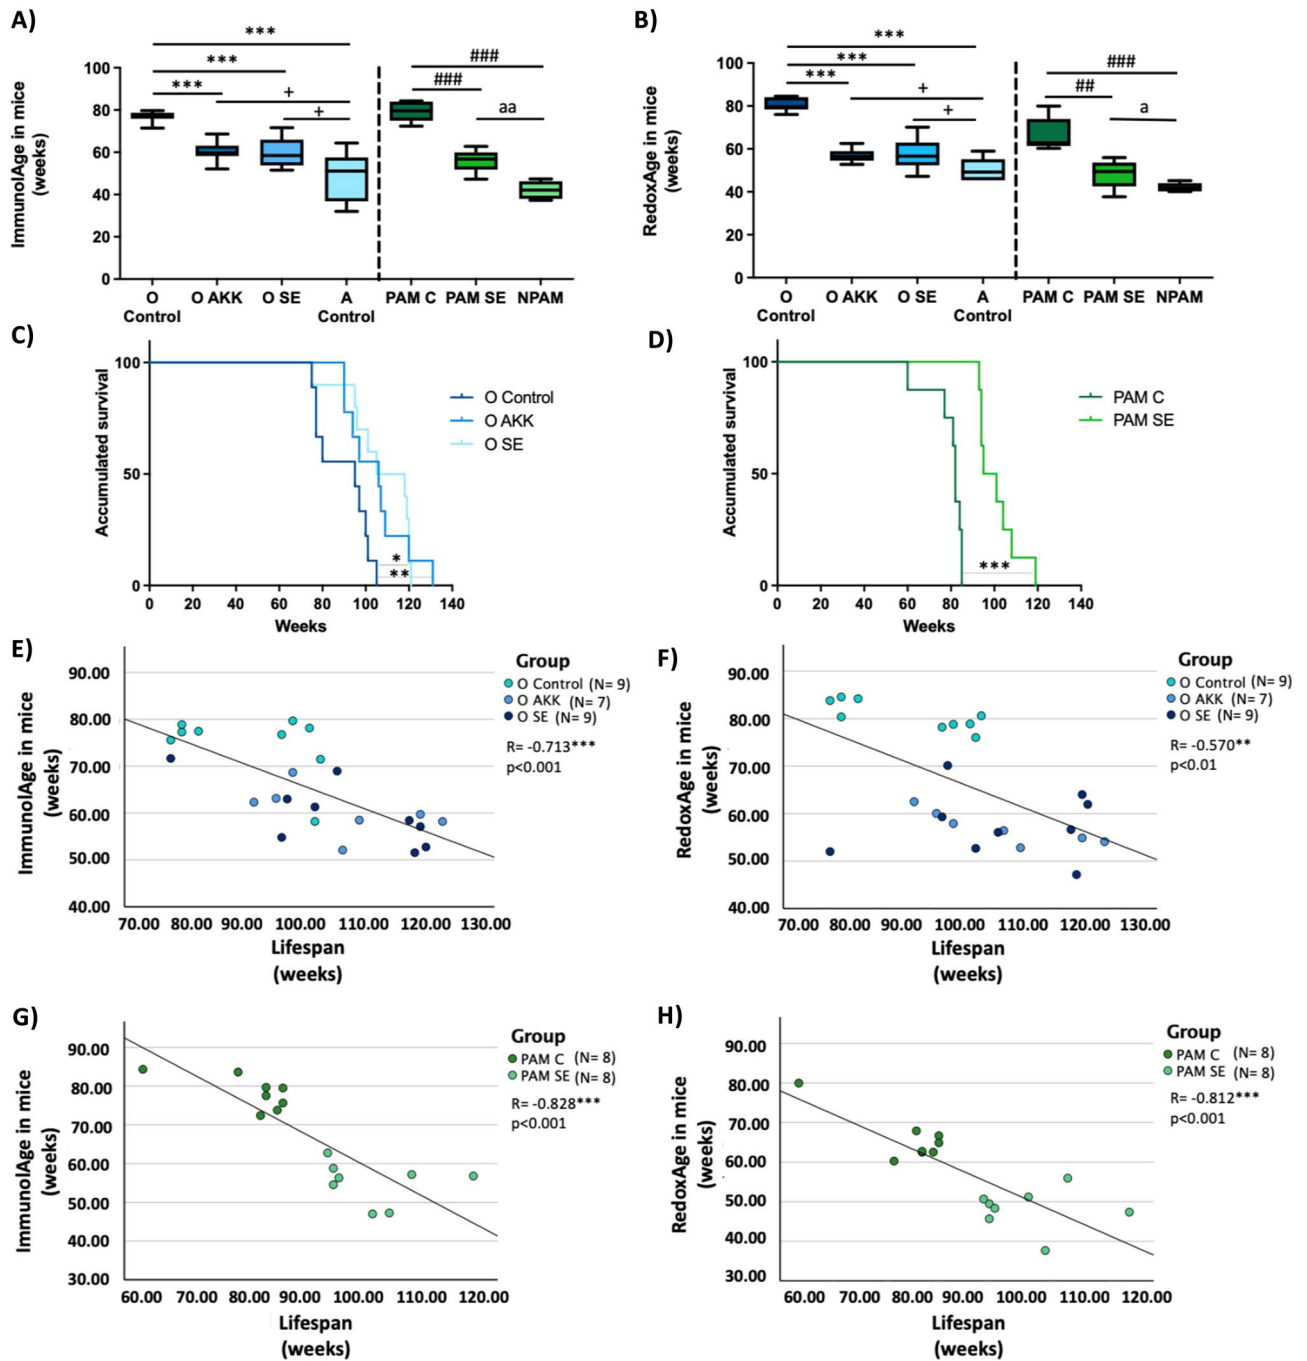 A)
***
***
***
+
+
###
###
aa
ImmunolAge in mice
(weeks)
100
80
60
40
20
0
O
Control
O AKK
O SE
A
Control
PAM C
PAM SE
NPAM
B)
***
***
***
+
+
###
##
a
RedoxAge in mice
(weeks)
100
80
60
40
20
0
O
Control
O AKK
O SE
A
Control
PAM C
PAM SE
NPAM
C)
Accumulated survival
100
50
0
O Control
O AKK
O SE
*
**
0 20 40 60 80 100 120 140
Weeks
D)
Accumulated survival
100
50
0
PAM C
PAM SE
***
0 20 40 60 80 100 120 140
Weeks
E)
ImmunolAge in mice
(weeks)
90.00
80.00
70.00
60.00
50.00
40.00
Group
O Control (N= 9)
O AKK (N= 7)
O SE (N= 9)
R= -0.713***
p<0.001
70.00 80.00 90.00 100.00 110.00 120.00 130.00
Lifespan
(weeks)
F)
RedoxAge in mice
(weeks)
90.00
80.00
70.00
60.00
50.00
40.00
Group
O Control (N= 9)
O AKK (N= 7)
O SE (N= 9)
R= -0.570**
p<0.01
70.00 80.00 90.00 100.00 110.00 120.00 130.00
Lifespan
(weeks)
G)
ImmunolAge in mice
(weeks)
90.00
80.00
70.00
60.00
50.00
40.00
30.00
Group
PAM C (N= 8)
PAM SE (N= 8)
R= -0.828***
p<0.001
60.00 70.00 80.00 90.00 100.00 110.00 120.00
Lifespan
(weeks)
H)
RedoxAge in mice
(weeks)
90.00
80.00
70.00
60.00
50.00
40.00
30.00
Group
PAM C (N= 8)
PAM SE (N= 8)
R= -0.812***
p<0.001
60.00 70.00 80.00 90.00 100.00 110.00 120.00
Lifespan
(weeks)